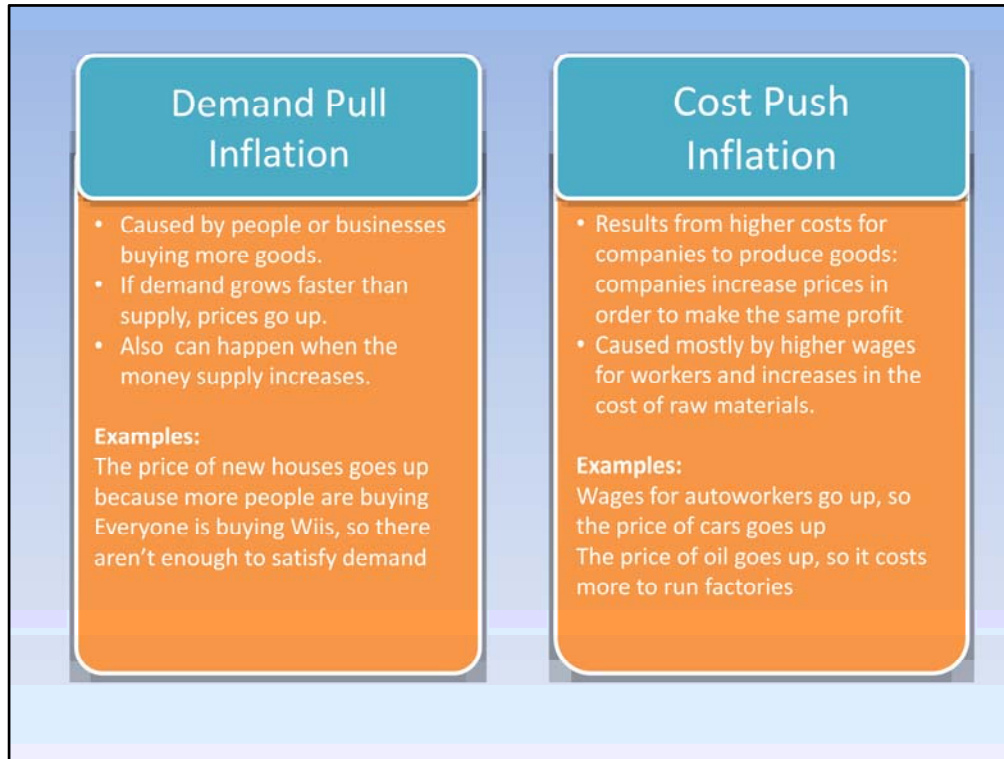 Demand Pull
Inflation
• Caused by people or businesses
buying more goods.
• If demand grows faster than
supply, prices go up.
• Also  can happen when the
money supply increases.
Examples:
The price of new houses goes up
because more people are buying
Everyone is buying Wiis, so there
aren't enough to satisfy demand
Cost Push
Inflation
• Results from higher costs for
companies to produce goods:
companies increase prices in
order to make the same profit
• Caused mostly by higher wages
for workers and increases in the
cost of raw materials.
Examples:
Wages for autoworkers go up, so
the price of cars goes up
The price of oil goes up, so it costs
more to run factories